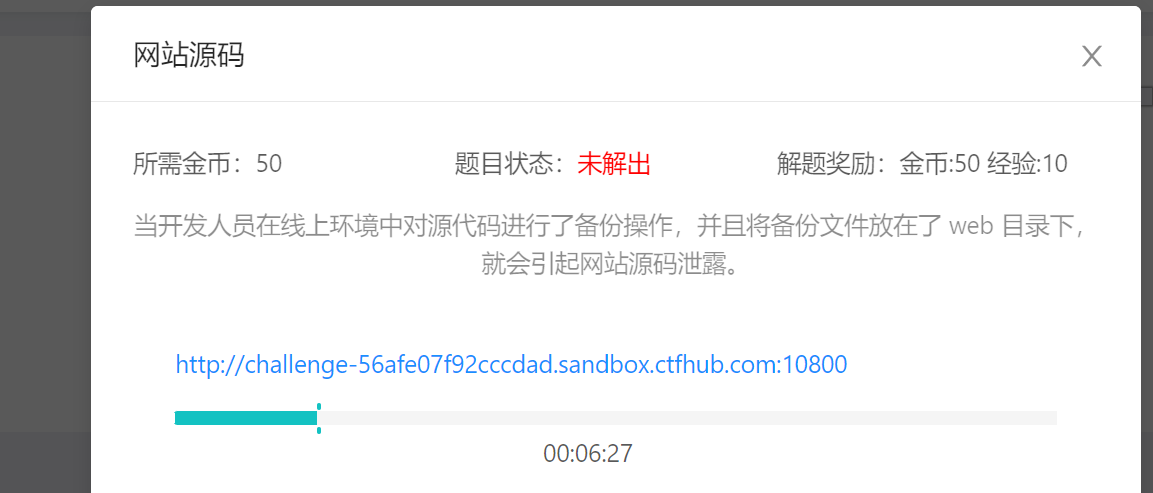 网站源码
所需金币：50 题目状态：未解出 解题奖励：金币:50 经验:10
当开发人员在线上环境中对源代码进行了备份操作，并且将备份文件放在了 web 目录下，
就会引起网站源码泄露。
http://challenge-56afe07f92cccdad.sandbox.ctfhub.com:10800
00:06:27